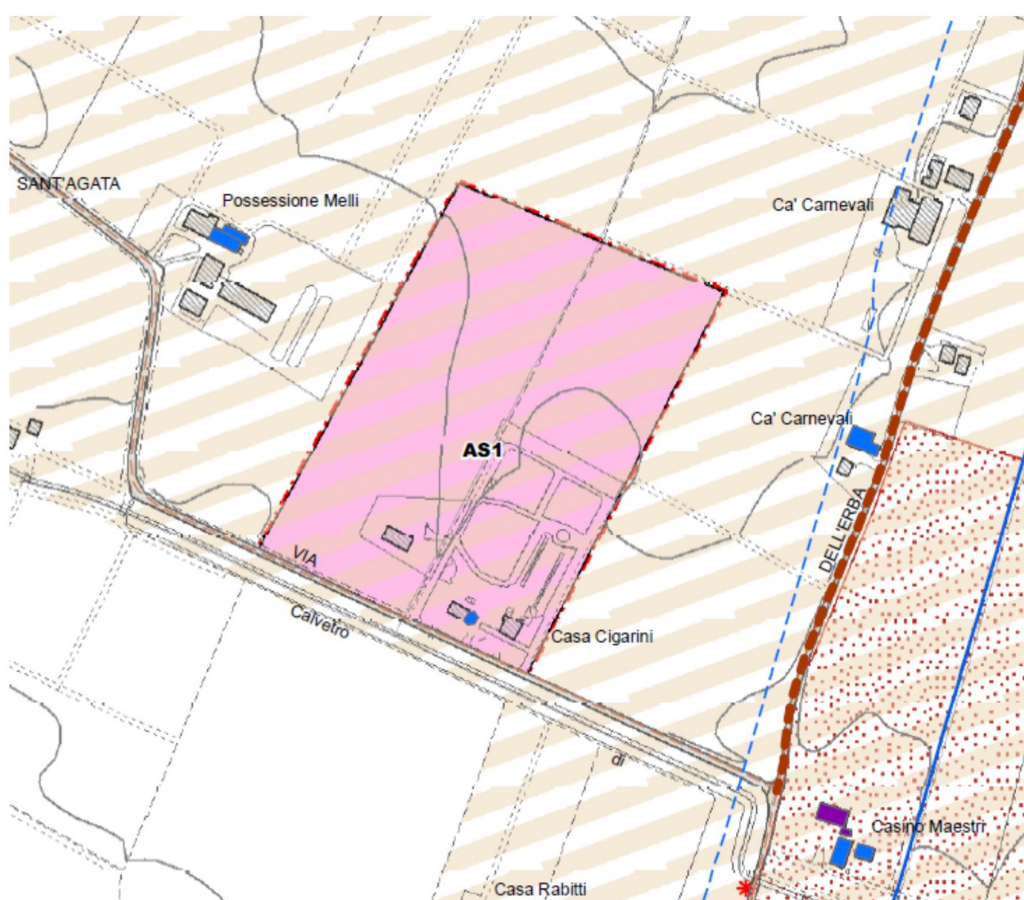 SANT'AGATA
Possessione Melli
Ca' Carnevali
Ca' Carnevali
AS1
DELL'ERBA
VIA
Calvetro
Casa Cigarini
di
Casino Maestri
Casa Rabitti